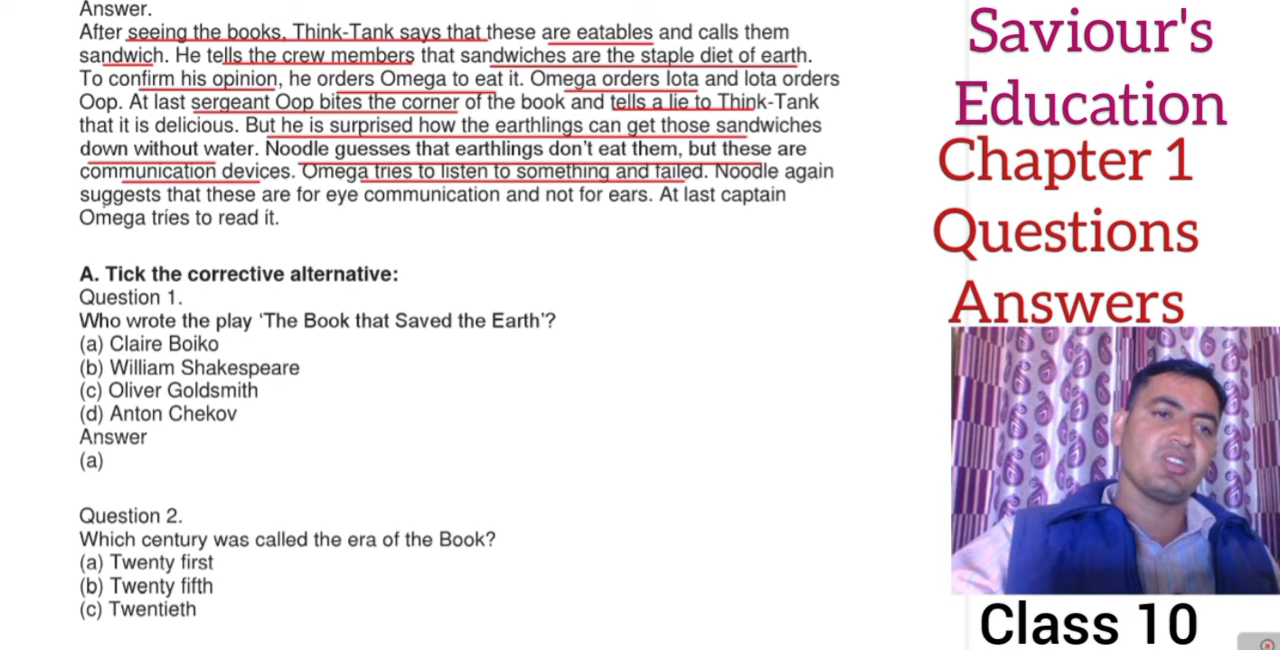 Answer.
After seeing the books, Think-Tank says that these are eatables and calls them
sandwich. He tells the crew members that sandwiches are the staple diet of earth.
To confirm his opinion, he orders Omega to eat it. Omega orders Iota and Iota orders
Oop. At last sergeant Oop bites the corner of the book and tells a lie to Think-Tank
that it is delicious. But he is surprised how the earthlings can get those sandwiches
down without water. Noodle guesses that earthlings don't eat them, but these are
communication devices. Omega tries to listen to something and failed. Noodle again
suggests that these are for eye communication and not for ears. At last captain
Omega tries to read it.
A. Tick the corrective alternative:
Question 1.
Who wrote the play ‘The Book that Saved the Earth’?
(a) Claire Boiko
(b) William Shakespeare
(c) Oliver Goldsmith
(d) Anton Chekov
Answer
(a)
Question 2.
Which century was called the era of the Book?
(a) Twenty first
(b) Twenty fifth
(c) Twentieth
Saviour's
Education
Chapter 1
Questions
Answers
Class 10